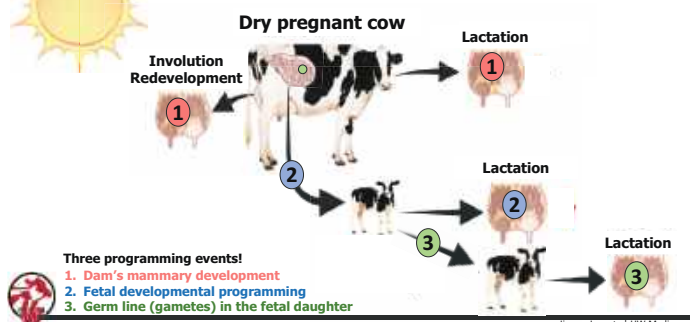 Dry pregnant cow
Involution
Redevelopment
Lactation
1
1
2
Lactation
2
3
Lactation
3
Three programming events!
1. Dam's mammary development
2. Fetal developmental programming
3. Germ line (gametes) in the fetal daughter